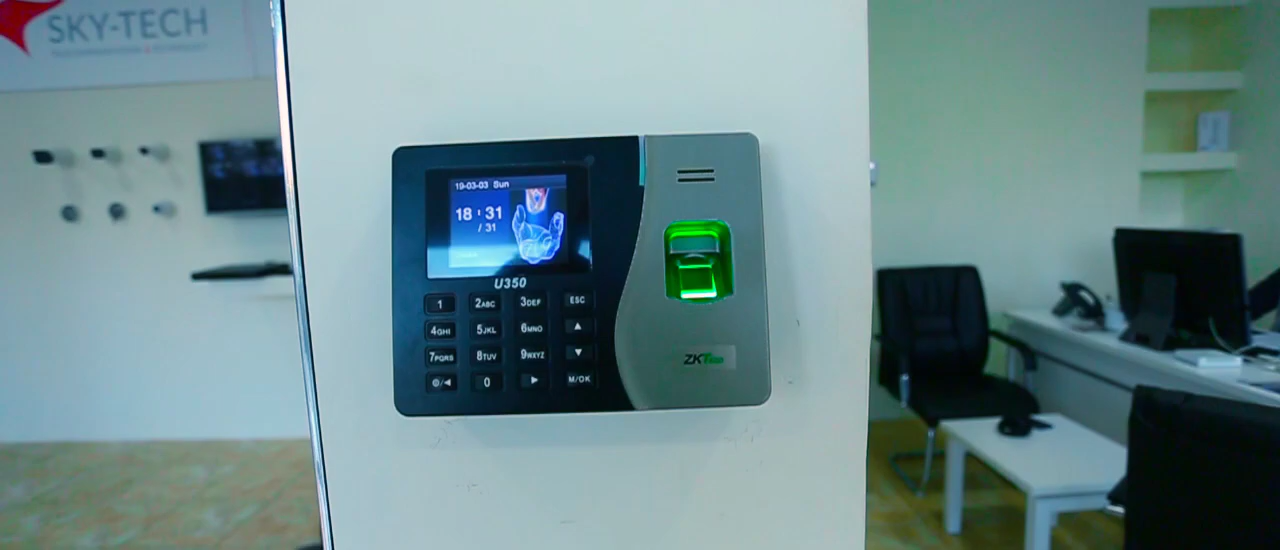 SKY-TECH
19-03-03 Sun
18:31
/ 31
U350
1
2ABC
3DEF
ESC
4GHI
5JKL
6MNO
▲
7PQRS
8TUV
9WXYZ
▼
0
▶
M/OK
ZKTeco